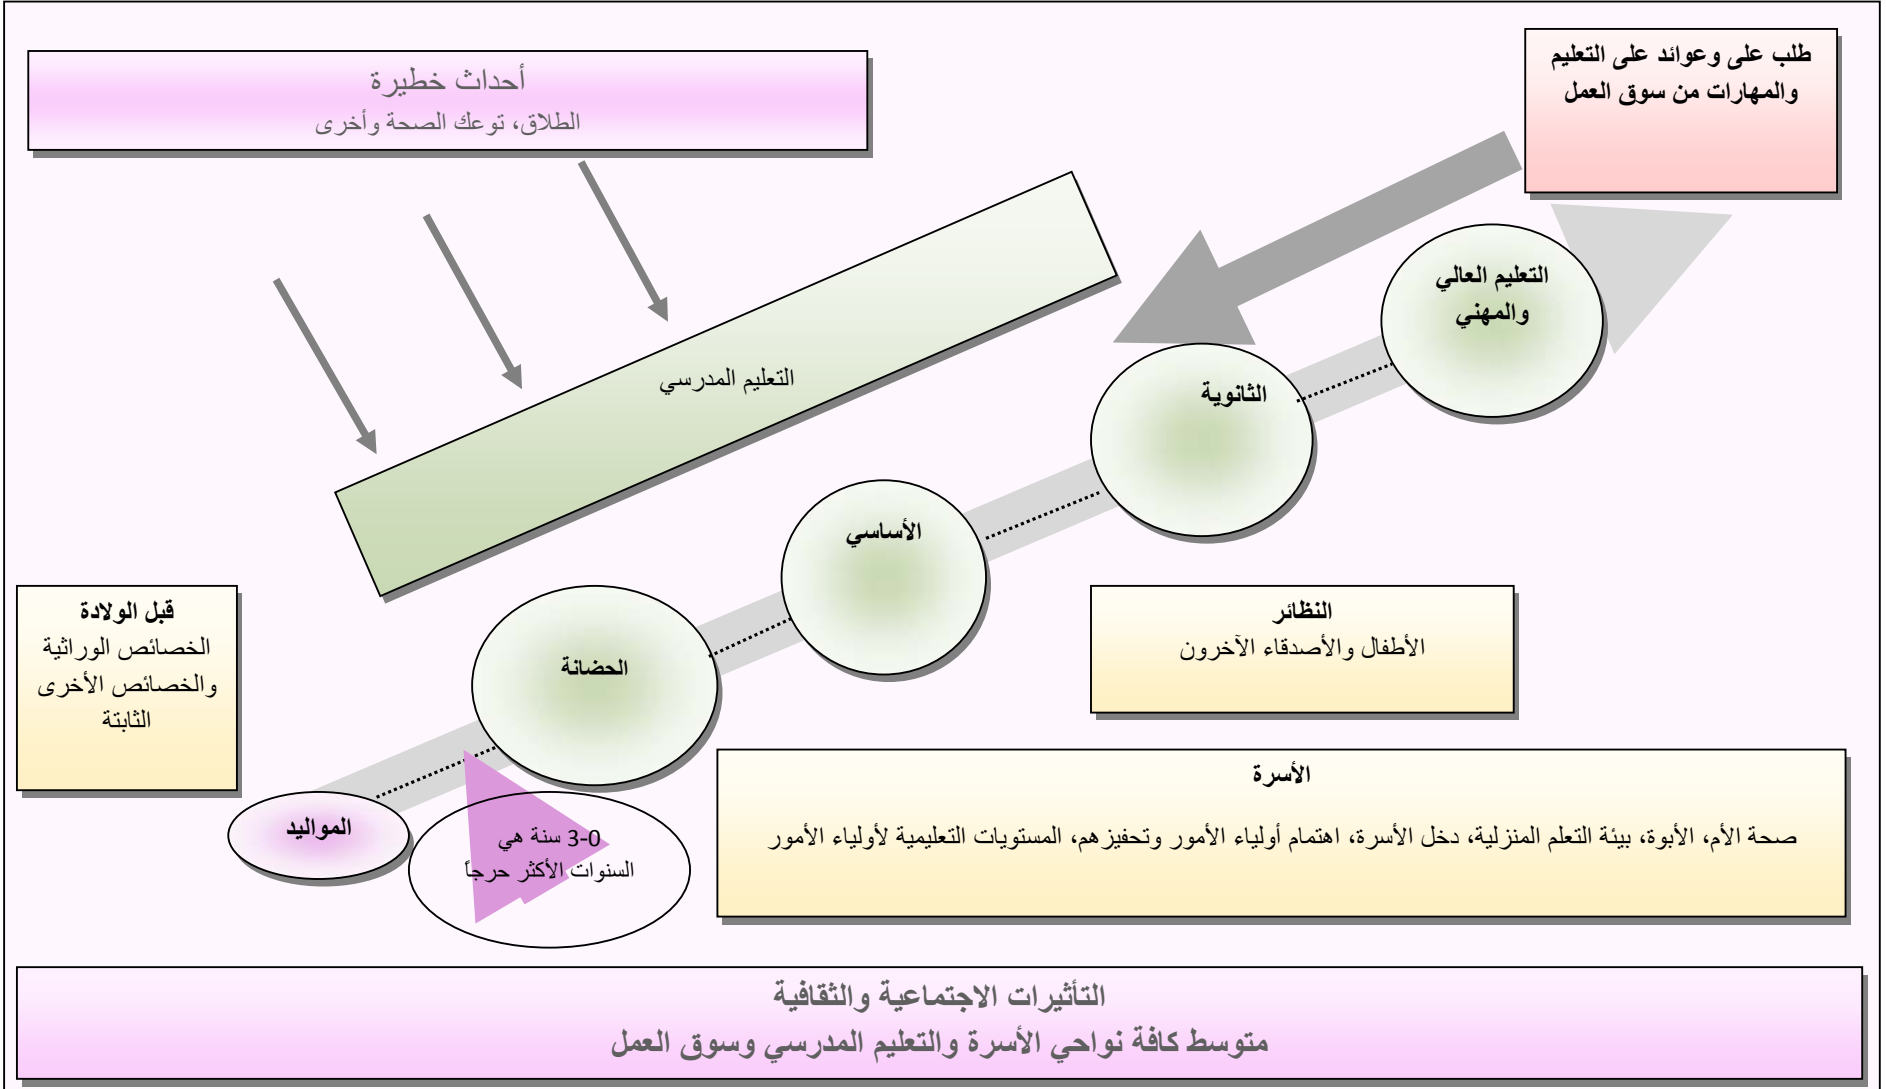 أحداث خطيرة
الطلاق، توعك الصحة وأخرى
طلب على وعوائد على التعليم
والمهارات من سوق العمل
التعليم العالي
والمهني
التعليم المدرسي
الثانوية
الأساسي
الحضانة
المواليد
قبل الولادة
الخصائص الوراثية
والخصائص الأخرى
الثابتة
النظائر
الأطفال والأصدقاء الآخرون
3-0 سنة هي
السنوات الأكثر حرجاً
الأسرة
صحة الأم، الأبوة، بيئة التعلم المنزلية، دخل الأسرة، اهتمام أولياء الأمور وتحفيزهم، المستويات التعليمية لأولياء الأمور
التأثيرات الاجتماعية والثقافية
متوسط كافة نواحي الأسرة والتعليم المدرسي وسوق العمل